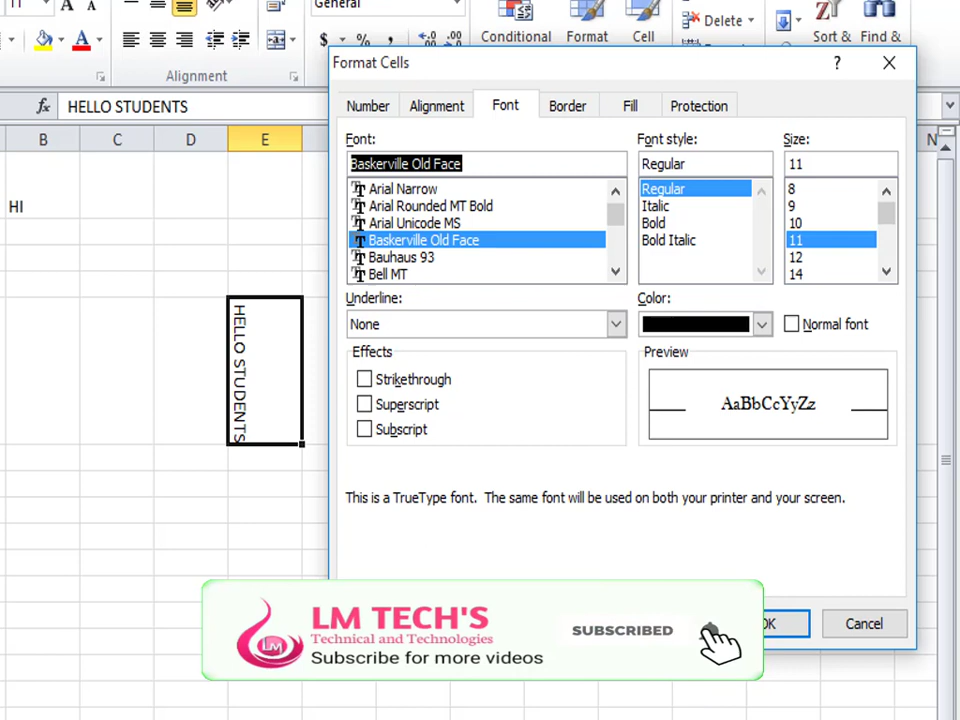 11 A A General
$ % , .00 Conditional Format Cell Delete Sort & Find &
Alignment
fx HELLO STUDENTS
B C D E N
HI
HELLO STUDENTS
Format Cells ?
Number Alignment Font Border Fill Protection
Font: Font style: Size:
Baskerville Old Face Regular 11
Arial Narrow Regular 8
Arial Rounded MT Bold Italic 9
Arial Unicode MS Bold 10
Baskerville Old Face Bold Italic 11
Bauhaus 93 12
Bell MT 14
Underline: Color:
None Normal font
Effects Preview
Strikethrough
Superscript AaBbCcYyZz
Subscript
This is a TrueType font. The same font will be used on both your printer and your screen.
OK Cancel
LM TECH'S
Technical and Technologies
Subscribe for more videos
LM
SUBSCRIBED